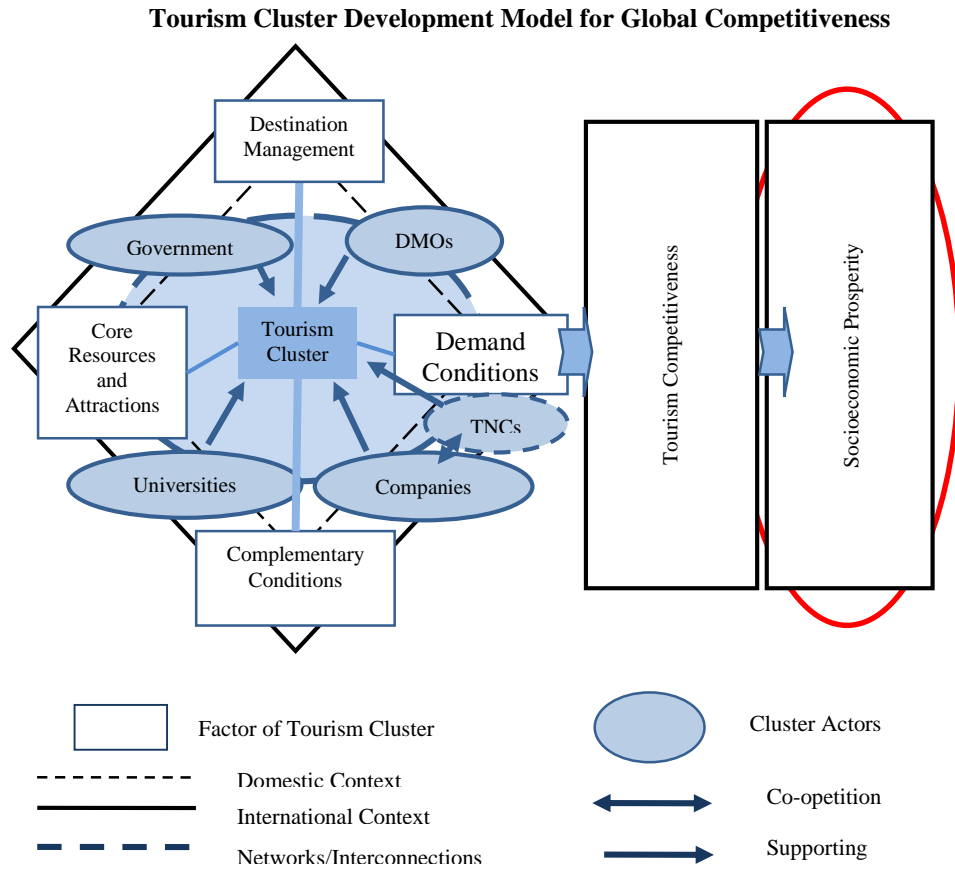 Tourism Cluster Development Model for Global Competitiveness
Destination
Management
Government
DMOs
Core
Resources
and
Attractions
Tourism
Cluster
Demand
Conditions
TNCs
Universities
Companies
Complementary
Conditions
Tourism Competitiveness
Socioeconomic Prosperity
Factor of Tourism Cluster
Cluster Actors
Domestic Context
Co-opetition
International Context
Supporting
Networks/Interconnections